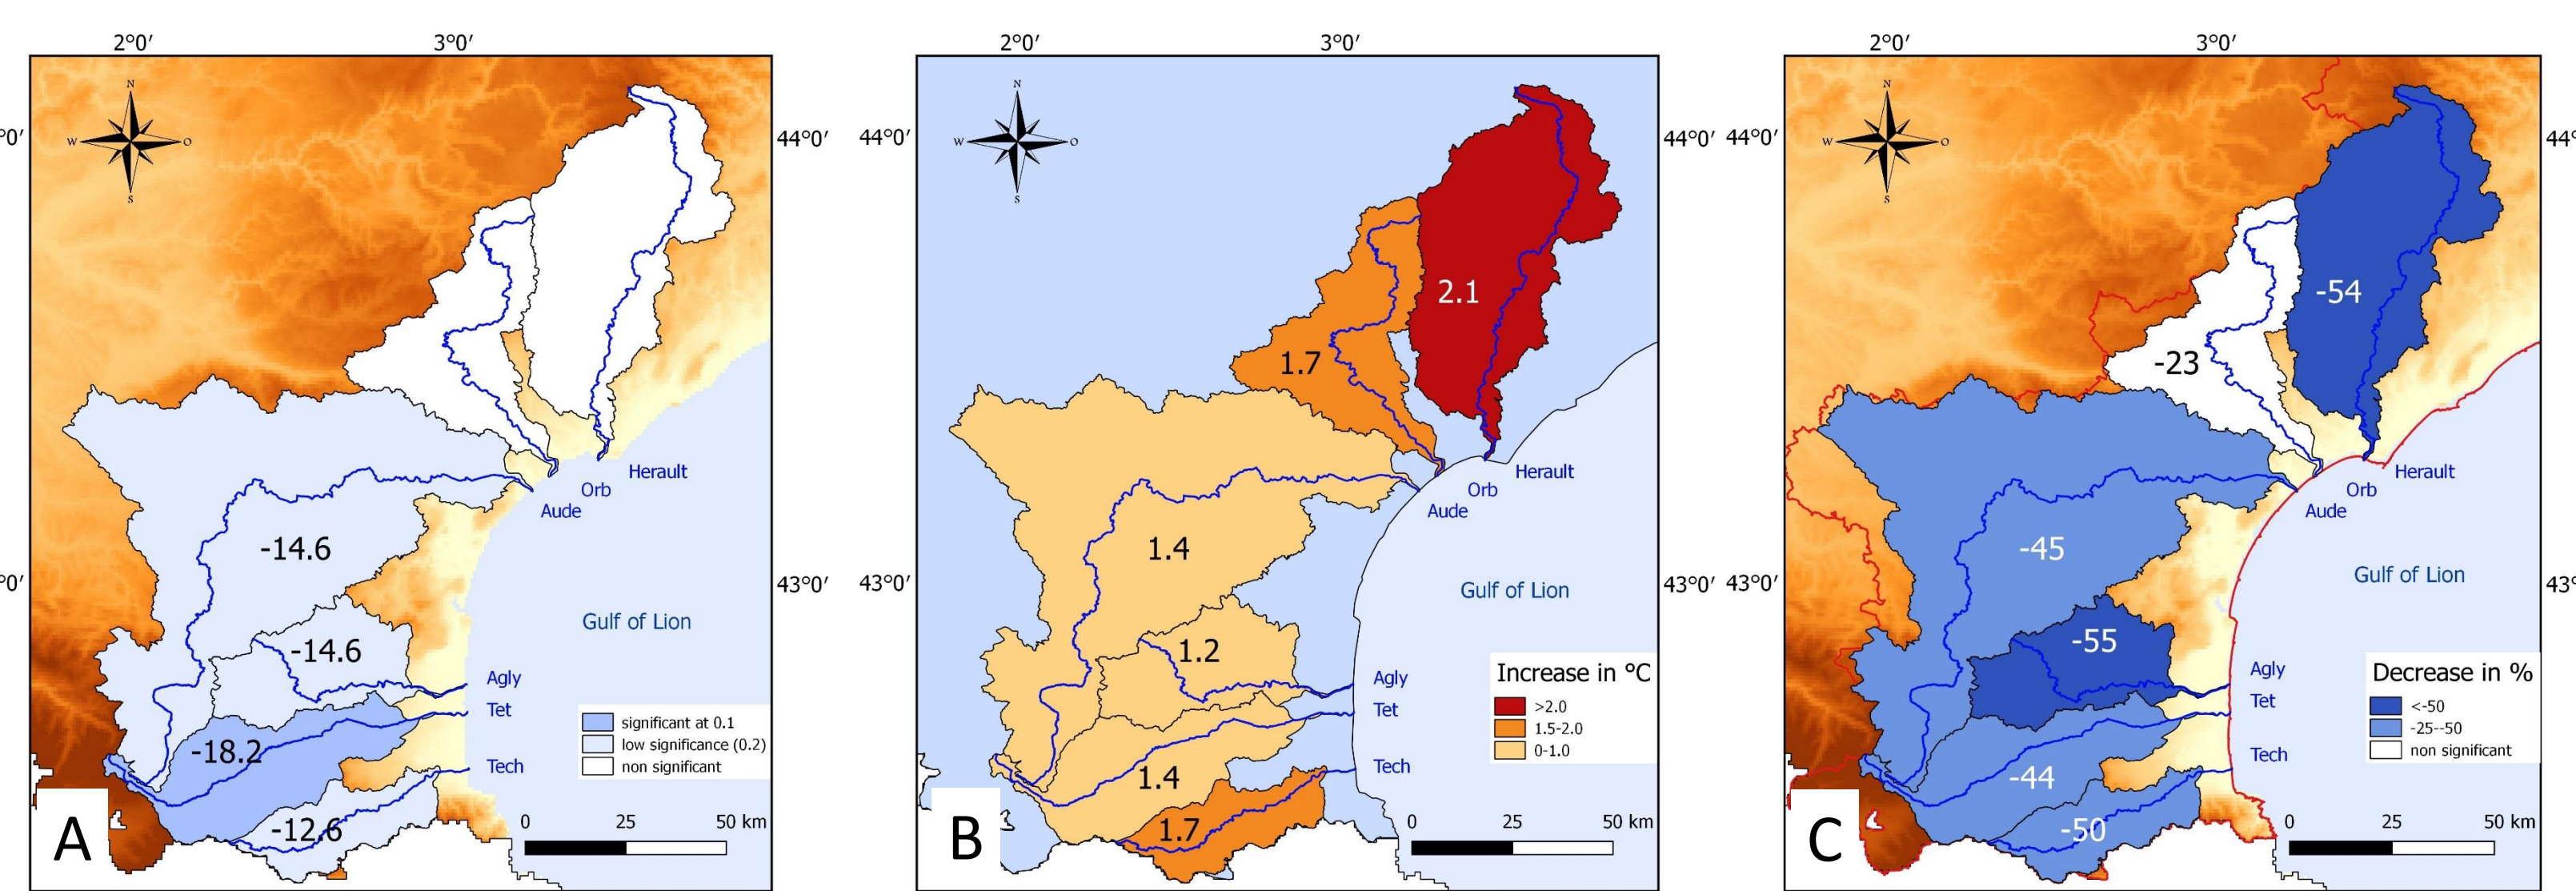 2°0′ 3°0′
N
W O
S
0′ 44°0′
Herault
Orb
Aude
-14.6
0′ 43°0′
Gulf of Lion
-14.6
Agly
Tet
significant at 0.1
low significance (0.2)
non significant
-18.2
Tech
-12.6
0 25 50 km
A
2°0′ 3°0′
N
W O
S
44°0′ 44°0′
2.1
1.7
Herault
Orb
Aude
1.4
43°0′ 43°0′
Gulf of Lion
1.2
Increase in °C
>2.0
1.5-2.0
0-1.0
Agly
Tet
Tech
1.4
1.7
0 25 50 km
B
2°0′ 3°0′
N
W O
S
44°0′ 44°
-54
-23
Herault
Orb
Aude
-45
43°0′ 43°
Gulf of Lion
-55
Agly
Tet
Decrease in %
<-50
-25--50
non significant
Tech
-44
-50
0 25 50 km
C